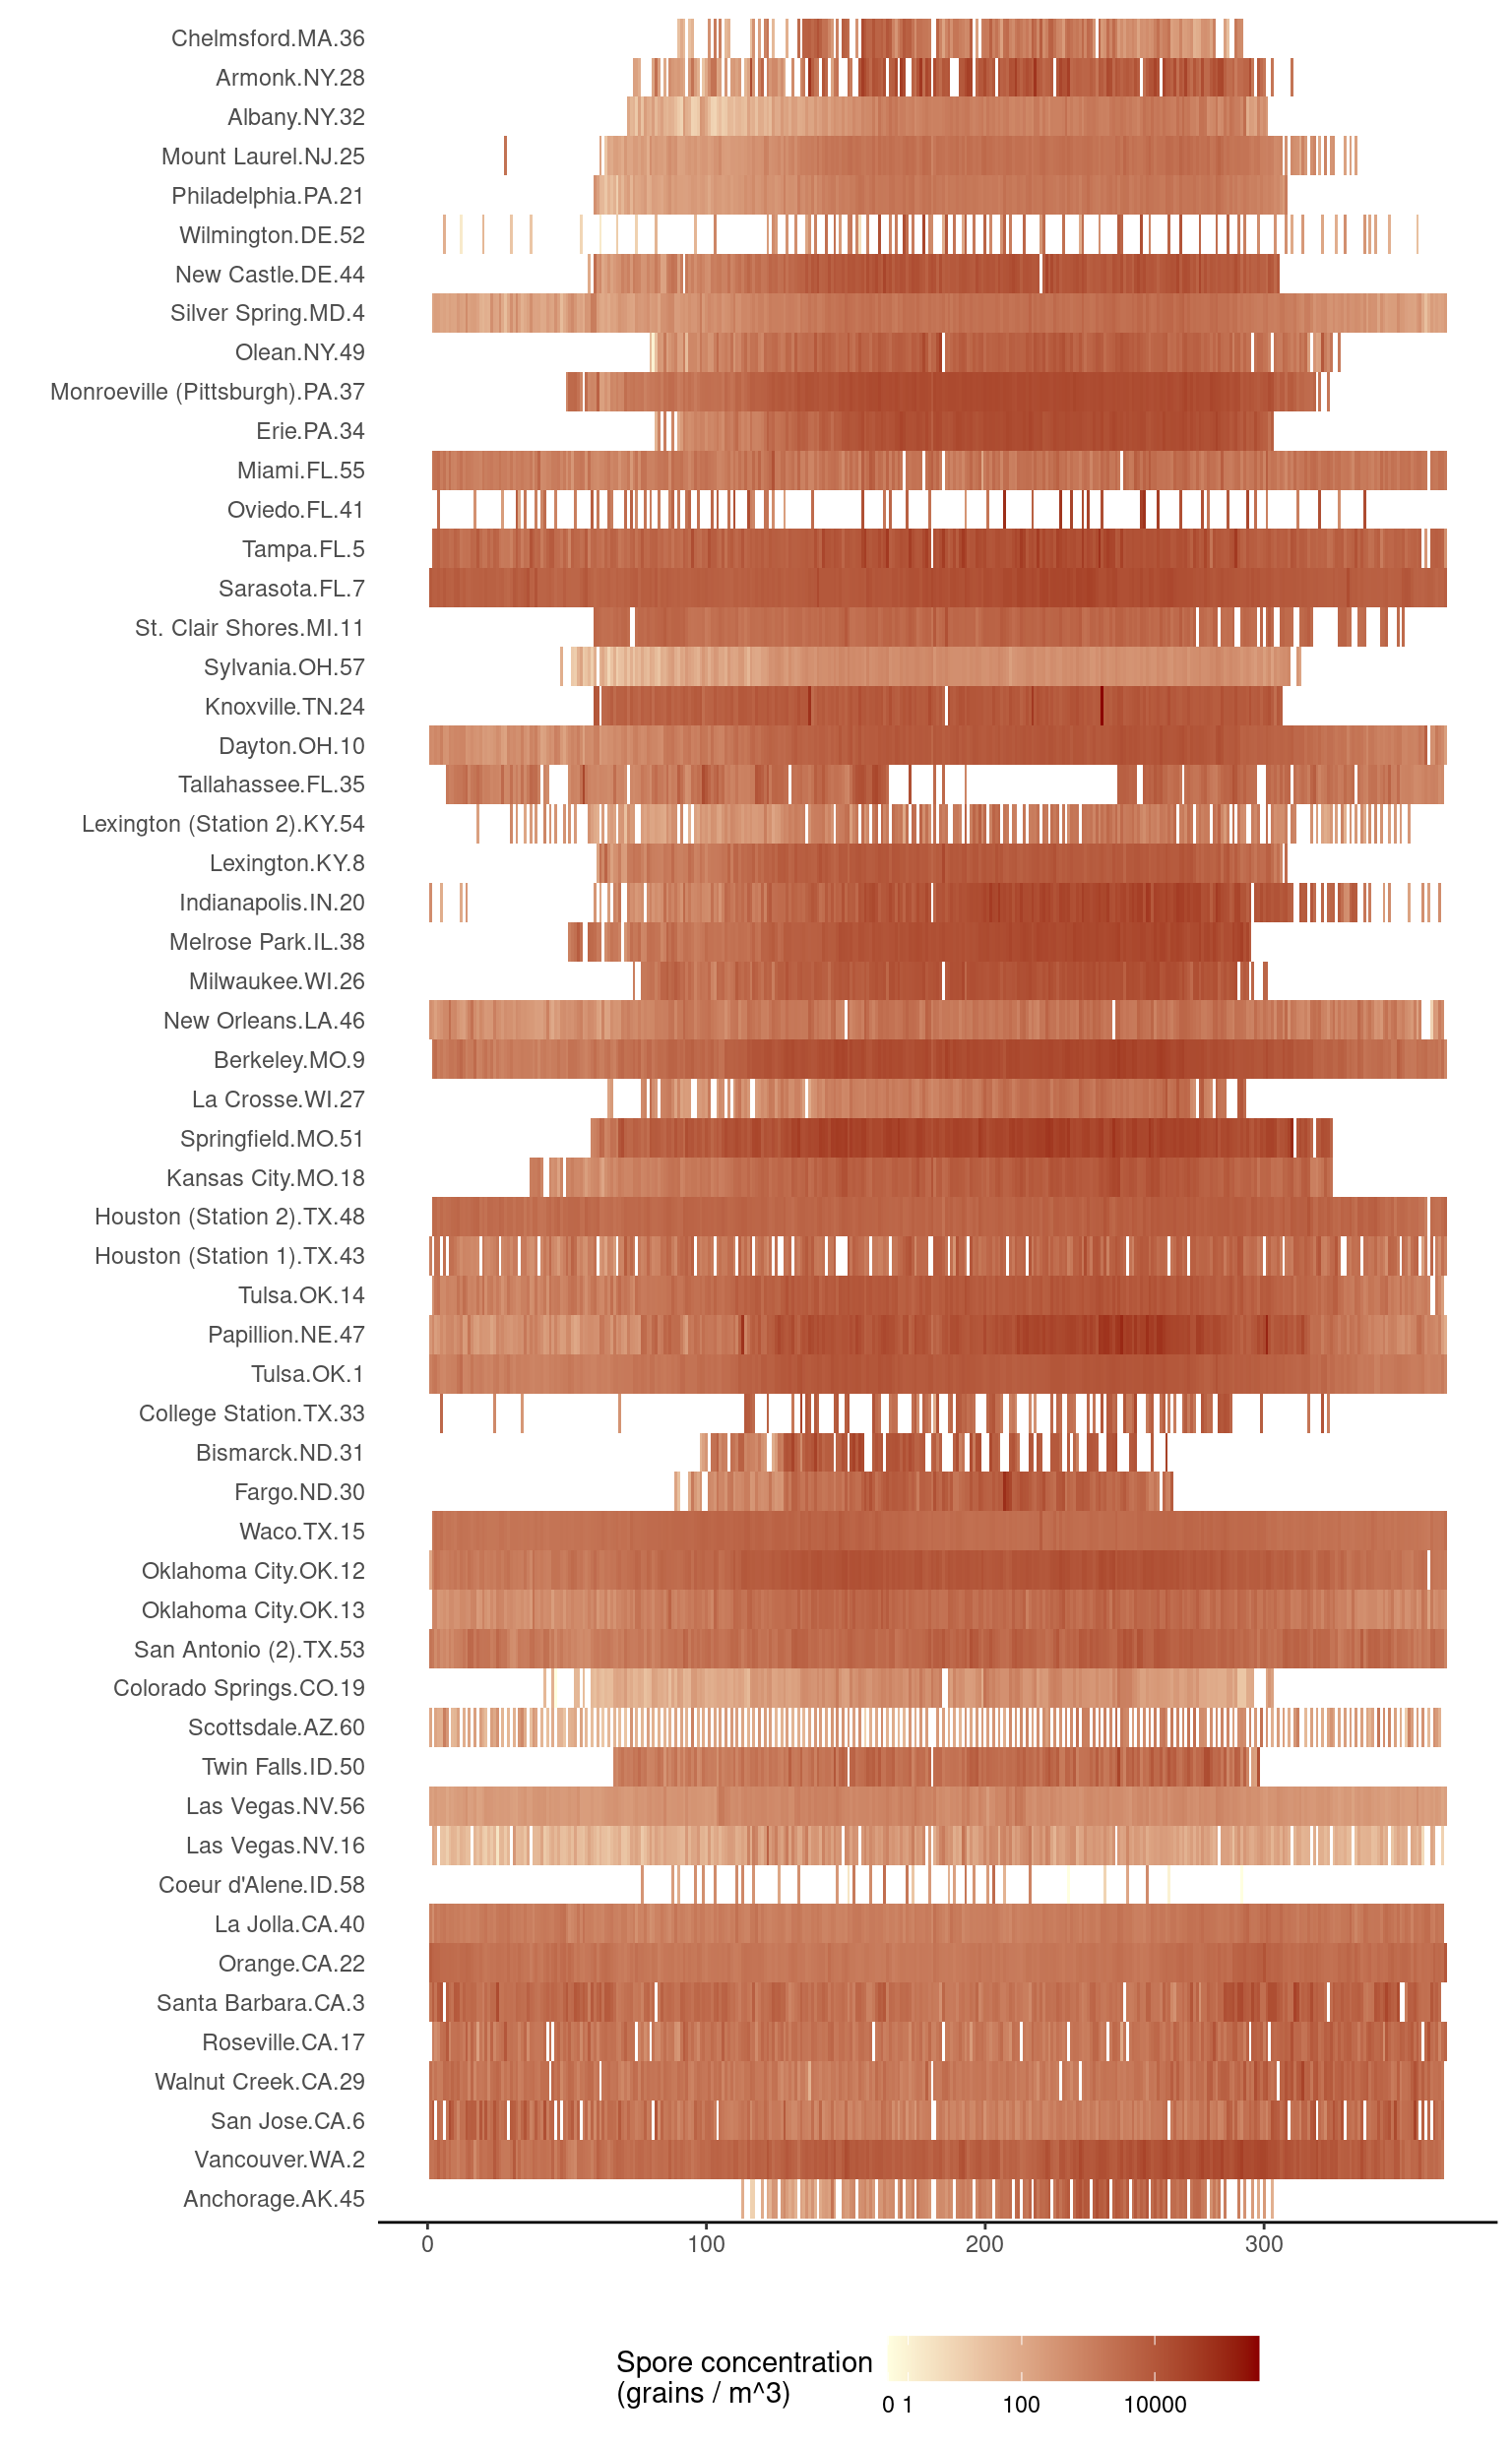 Chelmsford.MA.36
Armonk.NY.28
Albany.NY.32
Mount Laurel.NJ.25
Philadelphia.PA.21
Wilmington.DE.52
New Castle.DE.44
Silver Spring.MD.4
Olean.NY.49
Monroeville (Pittsburgh).PA.37
Erie.PA.34
Miami.FL.55
Oviedo.FL.41
Tampa.FL.5
Sarasota.FL.7
St. Clair Shores.MI.11
Sylvania.OH.57
Knoxville.TN.24
Dayton.OH.10
Tallahassee.FL.35
Lexington (Station 2).KY.54
Lexington.KY.8
Indianapolis.IN.20
Melrose Park.IL.38
Milwaukee.WI.26
New Orleans.LA.46
Berkeley.MO.9
La Crosse.WI.27
Springfield.MO.51
Kansas City.MO.18
Houston (Station 2).TX.48
Houston (Station 1).TX.43
Tulsa.OK.14
Papillion.NE.47
Tulsa.OK.1
College Station.TX.33
Bismarck.ND.31
Fargo.ND.30
Waco.TX.15
Oklahoma City.OK.12
Oklahoma City.OK.13
San Antonio (2).TX.53
Colorado Springs.CO.19
Scottsdale.AZ.60
Twin Falls.ID.50
Las Vegas.NV.56
Las Vegas.NV.16
Coeur d'Alene.ID.58
La Jolla.CA.40
Orange.CA.22
Santa Barbara.CA.3
Roseville.CA.17
Walnut Creek.CA.29
San Jose.CA.6
Vancouver.WA.2
Anchorage.AK.45
0 100 200 300
Spore concentration
(grains / m^3)
0 1 100 10000